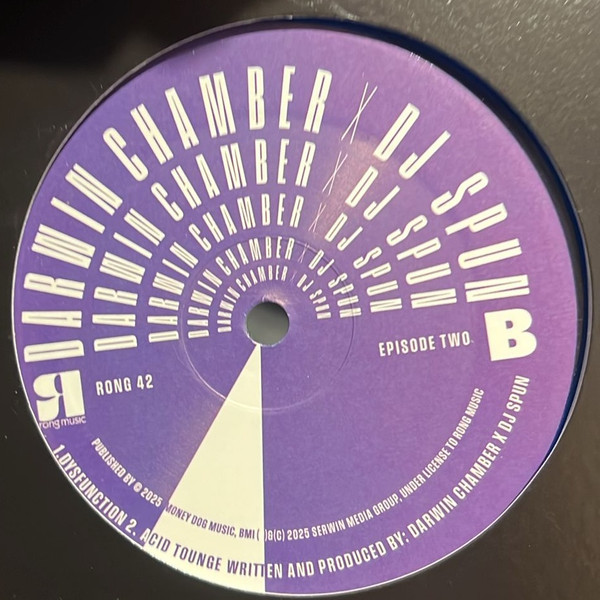 DARWIN CHAMBER X DJ SPUN
DARWIN CHAMBER X DJ SPUN
DARWIN CHAMBER X DJ SPUN
DARWIN CHAMBER X DJ SPUN
DARWIN CHAMBER X DJ SPUN
EPISODE TWO
B
R
rong music
RONG 42
PUBLISHED BY © 2025 MONEY DOG MUSIC, BMI ( )G(C) 2025 SERWIN MEDIA GROUP. UNDER LICENSE TO RONG MUSIC
1.DYSFUNCTION 2. ACID TOUNGE WRITTEN AND PRODUCED BY: DARWIN CHAMBER X DJ SPUN